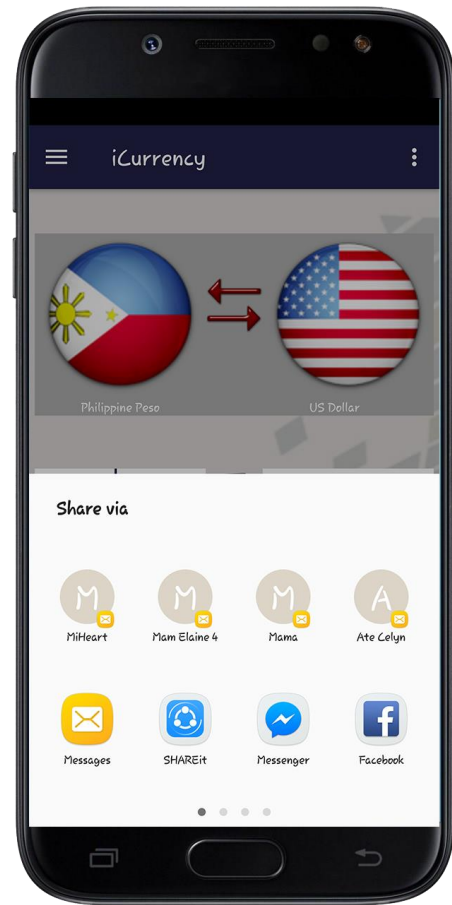 iCurrency
Philippine Peso
US Dollar
Share via
M
M
M
A
MiHeart
Mam Elaine 4
Mama
Ate Celyn
Messages
SHAREit
Messenger
Facebook